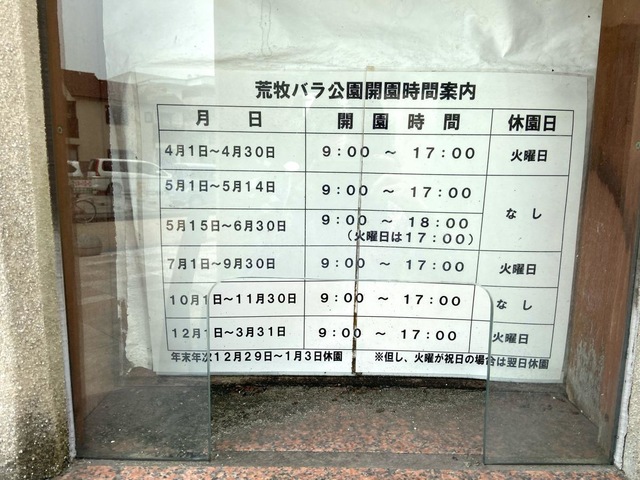 荒牧バラ公園開園時間案内
月 日 開 園 時 間 休園日
4月1日～4月30日 9：00 ～ 17：00 火曜日
5月1日～5月14日 9：00 ～ 17：00
なし
5月15日～6月30日 9：00 ～ 18：00
（火曜日は17：00）
7月1日～9月30日 9：00 ～ 17：00 火曜日
10月1日～11月30日 9：00 ～ 17：00 なし
12月1日～3月31日 9：00 ～ 17：00 火曜日
年末年次12月29日～1月3日休園 ※但し、火曜が祝日の場合は翌日休園